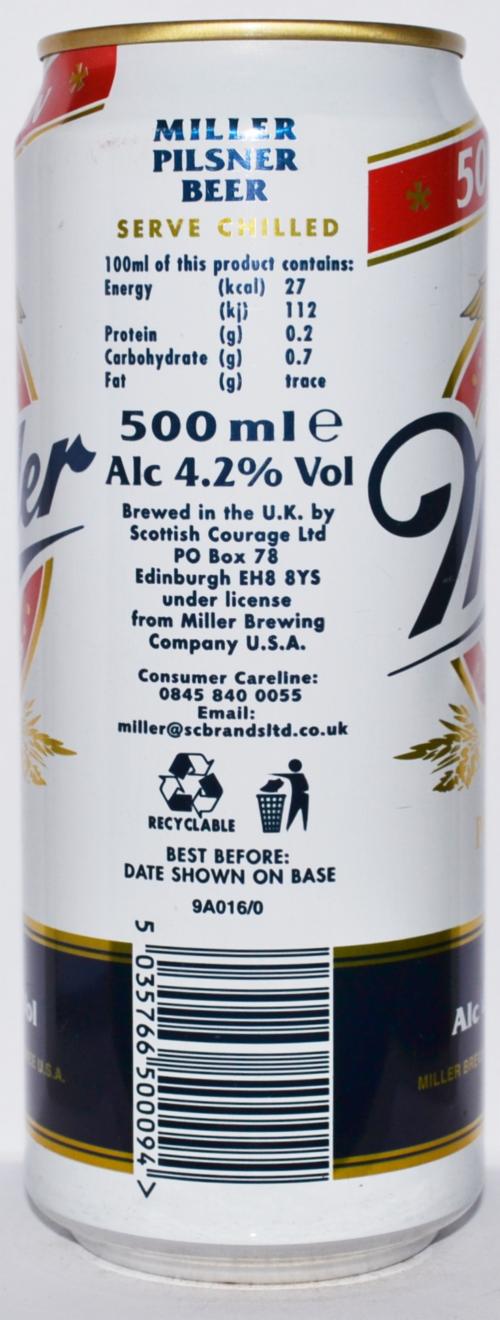 MILLER
PILSNER
BEER
SERVE CHILLED
100ml of this product contains:
Energy (kcal) 27
(kj) 112
Protein (g) 0.2
Carbohydrate (g) 0.7
Fat (g) trace
500 ml e
Alc 4.2% Vol
Brewed in the U.K. by
Scottish Courage Ltd
PO Box 78
Edinburgh EH8 8YS
under license
from Miller Brewing
Company U.S.A.
Consumer Careline:
0845 840 0055
Email:
miller@scbrandsltd.co.uk
RECYCLABLE
BEST BEFORE:
DATE SHOWN ON BASE
9A016/0
5 035766 500094 >
50
Alc
MILLER
U.S.A.